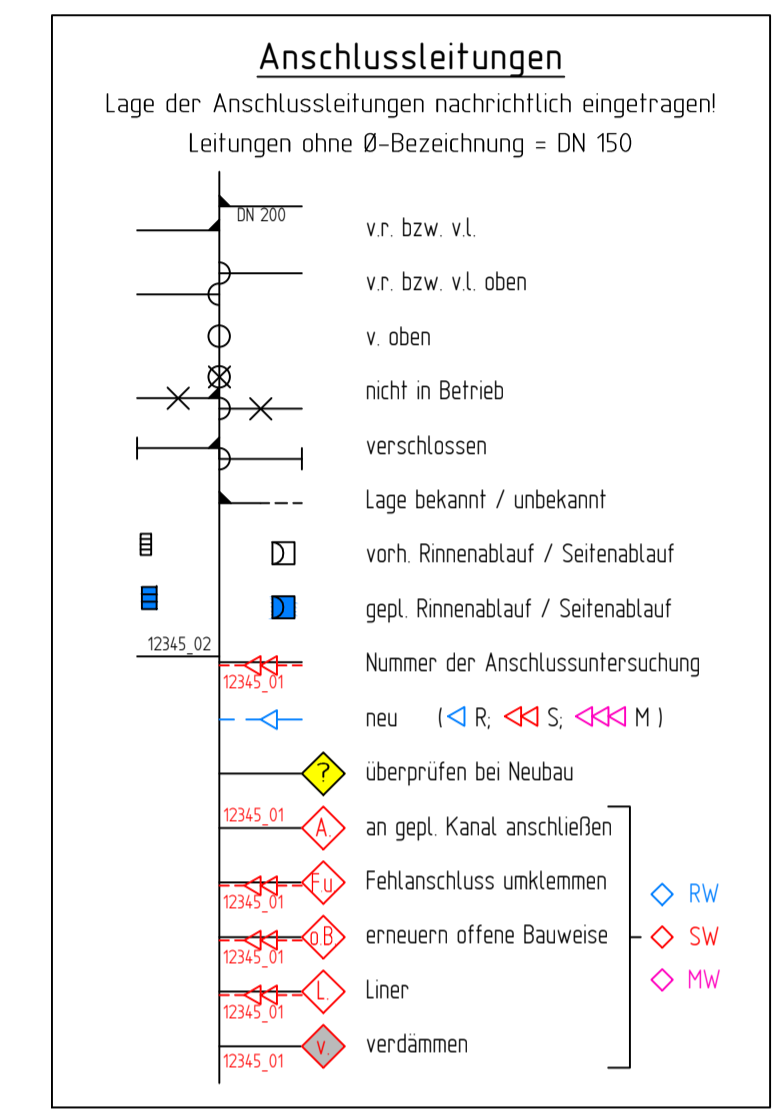 Anschlussleitungen
Lage der Anschlussleitungen nachrichtlich eingetragen!
Leitungen ohne Ø-Bezeichnung = DN 150
DN 200
v.r. bzw. v.l.
v.r. bzw. v.l. oben
v. oben
nicht in Betrieb
verschlossen
Lage bekannt / unbekannt
vorh. Rinnenablauf / Seitenablauf
gepl. Rinnenablauf / Seitenablauf
12345_02
12345_01 Nummer der Anschlussuntersuchung
neu ( R; S; M )
? überprüfen bei Neubau
12345_01 A. an gepl. Kanal anschließen
Fu Fehlanschluss umklemmen
12345_01
RW
o.B erneuern offene Bauweise
SW
12345_01
L. Liner
MW
12345_01
v. verdämmen
12345_01